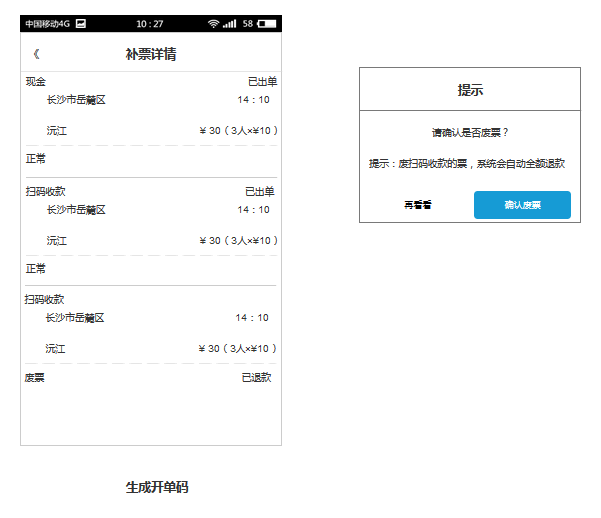 中国移动4G 10:27 58
《 补票详情
现金 已出单
长沙市岳麓区 14:10
沅江 ¥ 30（3人×¥10）
正常
扫码收款 已出单
长沙市岳麓区 14:10
沅江 ¥ 30（3人×¥10）
正常
扫码收款
长沙市岳麓区 14:10
沅江 ¥ 30（3人×¥10）
废票 已退款
生成开单码
提示
请确认是否废票？
提示：废扫码收款的票，系统会自动全额退款
再看看 确认废票